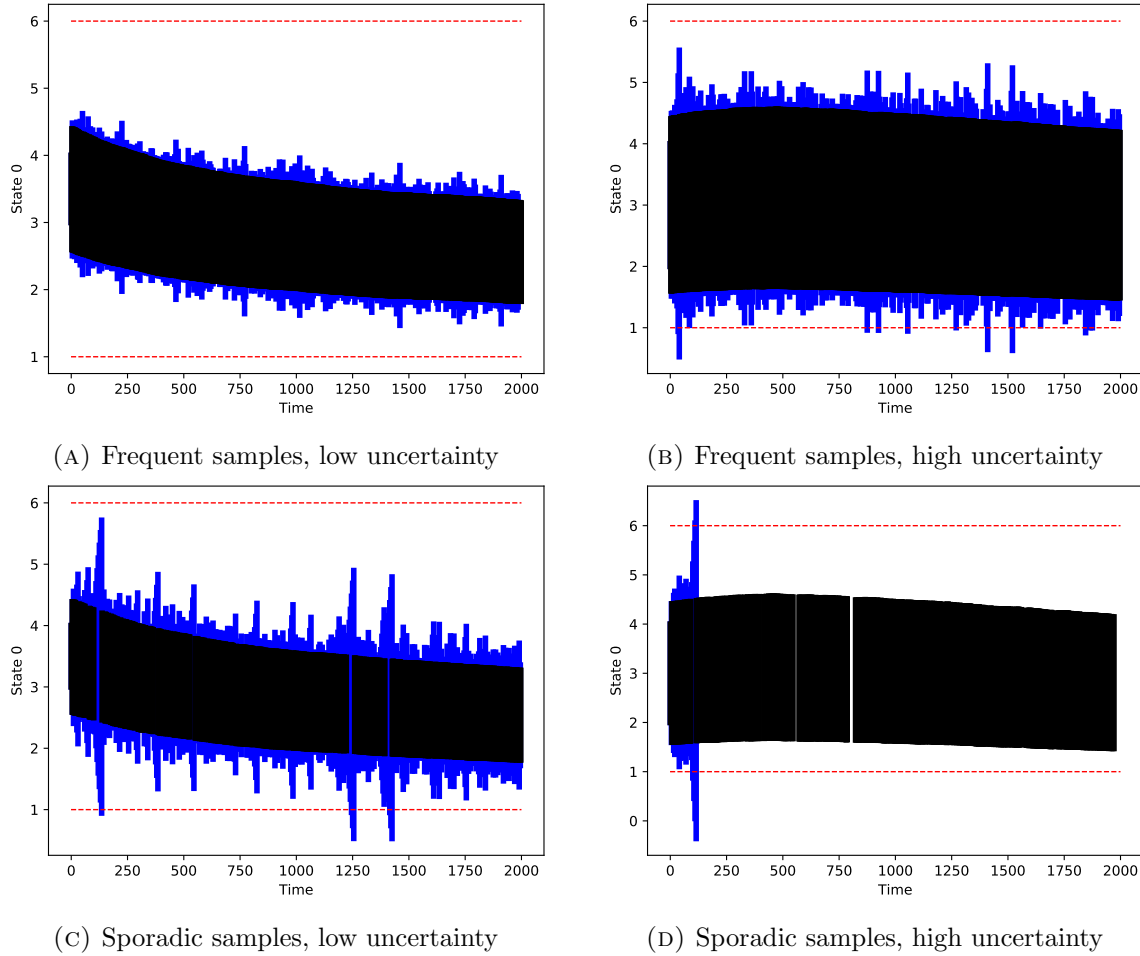 6
5
4
3
2
1
State 0
0 250 500 750 1000 1250 1500 1750 2000
Time
(A) Frequent samples, low uncertainty
6
5
4
3
2
1
State 0
0 250 500 750 1000 1250 1500 1750 2000
Time
(B) Frequent samples, high uncertainty
6
5
4
3
2
1
State 0
0 250 500 750 1000 1250 1500 1750 2000
Time
(C) Sporadic samples, low uncertainty
6
5
4
3
2
1
0
State 0
0 250 500 750 1000 1250 1500 1750 2000
Time
(D) Sporadic samples, high uncertainty